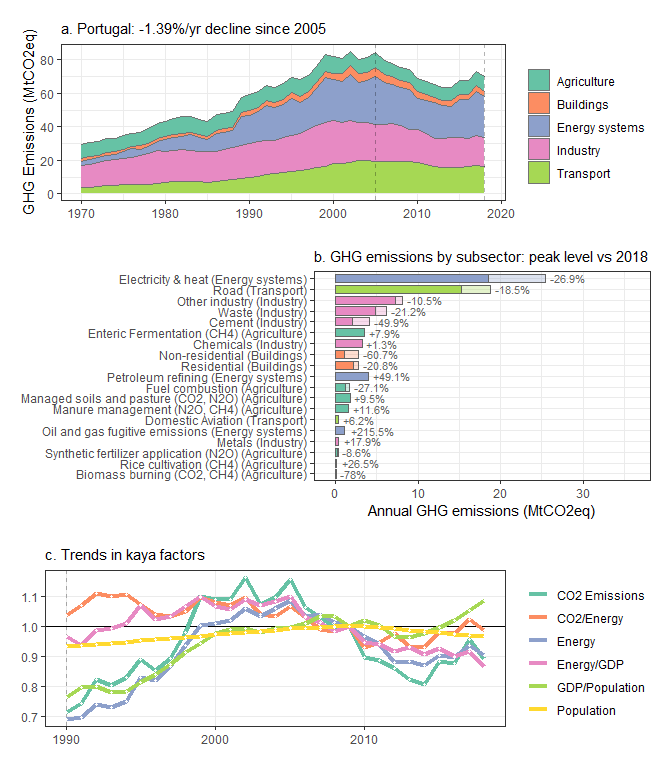 a. Portugal: -1.39%/yr decline since 2005
GHG Emissions (MtCO2eq)
80
60
40
20
0
1970
1980
1990
2000
2010
2020
Agriculture
Buildings
Energy systems
Industry
Transport
b. GHG emissions by subsector: peak level vs 2018
Electricity & heat (Energy systems) -26.9%
Road (Transport) -18.5%
Other industry (Industry) -10.5%
Waste (Industry) -21.2%
Cement (Industry) -49.9%
Enteric Fermentation (CH4) (Agriculture) +7.9%
Chemicals (Industry) +1.3%
Non-residential (Buildings) -60.7%
Residential (Buildings) -20.8%
Petroleum refining (Energy systems) +49.1%
Fuel combustion (Agriculture) -27.1%
Managed soils and pasture (CO2, N2O) (Agriculture) +9.5%
Manure management (N2O, CH4) (Agriculture) +11.6%
Domestic Aviation (Transport) +6.2%
Oil and gas fugitive emissions (Energy systems) +215.5%
Metals (Industry) +17.9%
Synthetic fertilizer application (N2O) (Agriculture) -8.6%
Rice cultivation (CH4) (Agriculture) +26.5%
Biomass burning (CO2, CH4) (Agriculture) -78%
0
10
20
30
Annual GHG emissions (MtCO2eq)
c. Trends in kaya factors
1.1
1.0
0.9
0.8
0.7
1990
2000
2010
CO2 Emissions
CO2/Energy
Energy
Energy/GDP
GDP/Population
Population